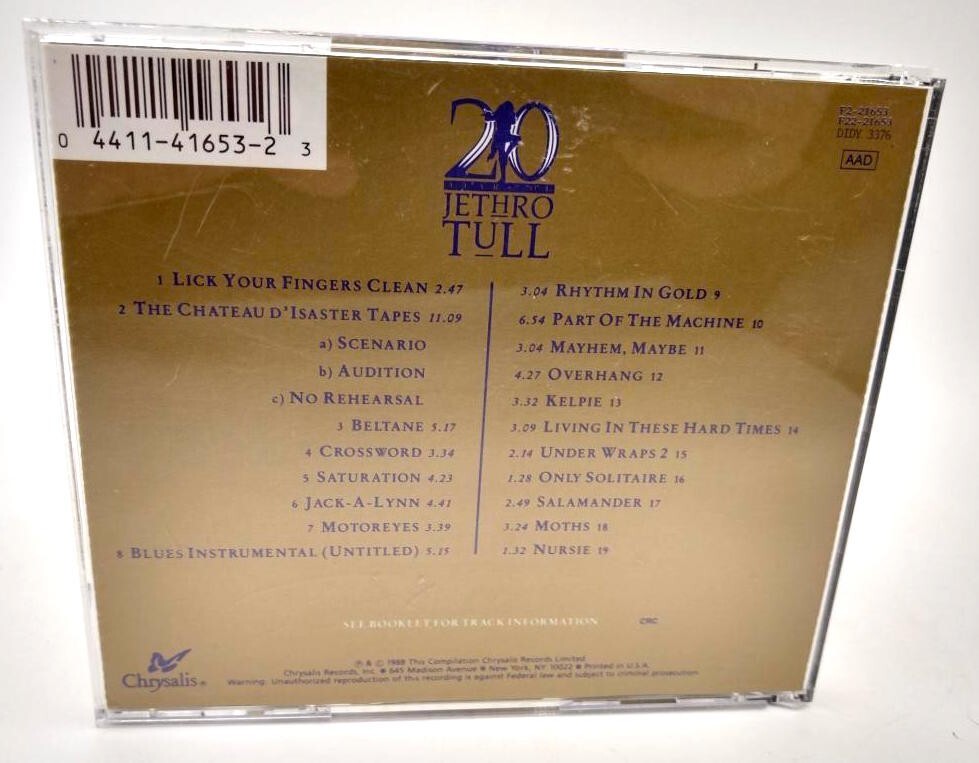 0 4411-41653-2 3
F2-21653
F22-21653
DIDY 3376
AAD
20
YEARS OF
JETHRO
TULL
1 LICK YOUR FINGERS CLEAN 2.47
2 THE CHATEAU D'ISASTER TAPES 11.09
a) SCENARIO
b) AUDITION
c) NO REHEARSAL
3 BELTANE 5.17
4 CROSSWORD 3.34
5 SATURATION 4.23
6 JACK-A-LYNN 4.41
7 MOTOREYES 3.39
8 BLUES INSTRUMENTAL (UNTITLED) 5.15
3.04 RHYTHM IN GOLD 9
6.54 PART OF THE MACHINE 10
3.04 MAYHEM, MAYBE 11
4.27 OVERHANG 12
3.32 KELPIE 13
3.09 LIVING IN THESE HARD TIMES 14
2.14 UNDER WRAPS 2 15
1.28 ONLY SOLITAIRE 16
2.49 SALAMANDER 17
3.24 MOTHS 18
1.32 NURSIE 19
SEE BOOKLET FOR TRACK INFORMATION CRC
Chrysalis®
℗ & © 1988 This Compilation Chrysalis Records Limited
Chrysalis Records, Inc. • 645 Madison Avenue • New York, NY 10022 • Printed in U.S.A.
Warning: Unauthorized reproduction of this recording is against Federal law and subject to criminal prosecution.